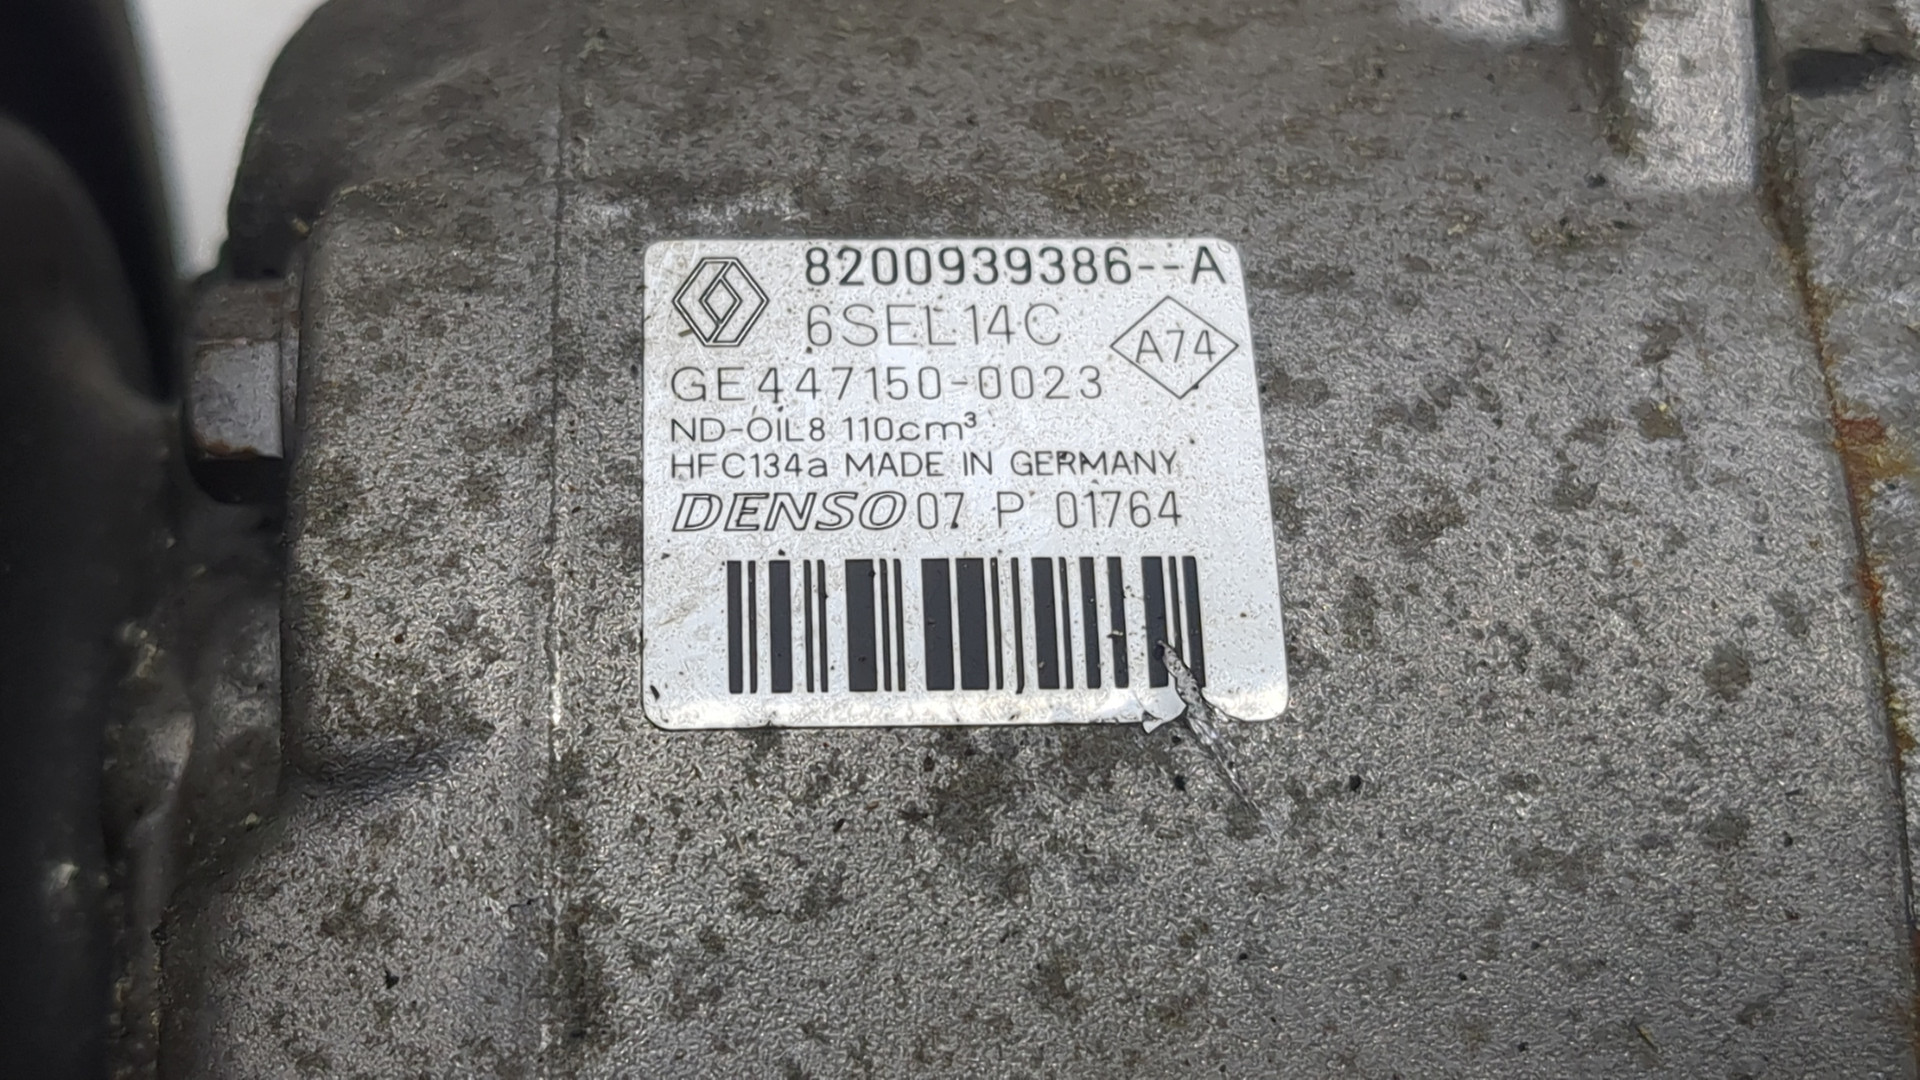 8200939386--A
6SEL14C
A74
GE447150-0023
ND-OIL8 110cm³
HFC134a MADE IN GERMANY
DENSO 07 P 01764